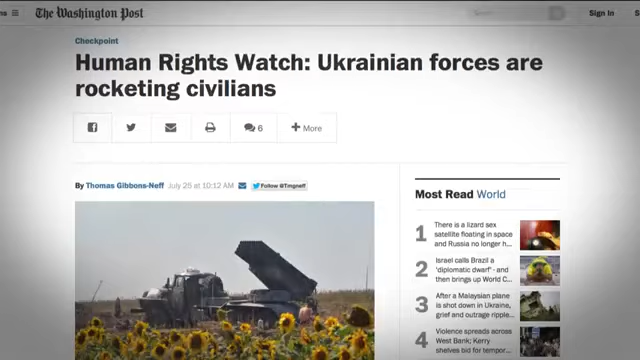 The Washington Post
Sign In
Checkpoint
Human Rights Watch: Ukrainian forces are
rocketing civilians
6
More
By Thomas Gibbons-Neff July 25 at 10:12 AM Follow @Tmgneff
Most Read World
1 There is a lizard sex
satellite floating in space
and Russia no longer h...
2 Israel calls Brazil a
'diplomatic dwarf' - and
then brings up World C...
3 After a Malaysian plane
is shot down in Ukraine,
grief and outrage ripple...
4 Violence spreads across
West Bank; Kerry
shelves bid for tempor...